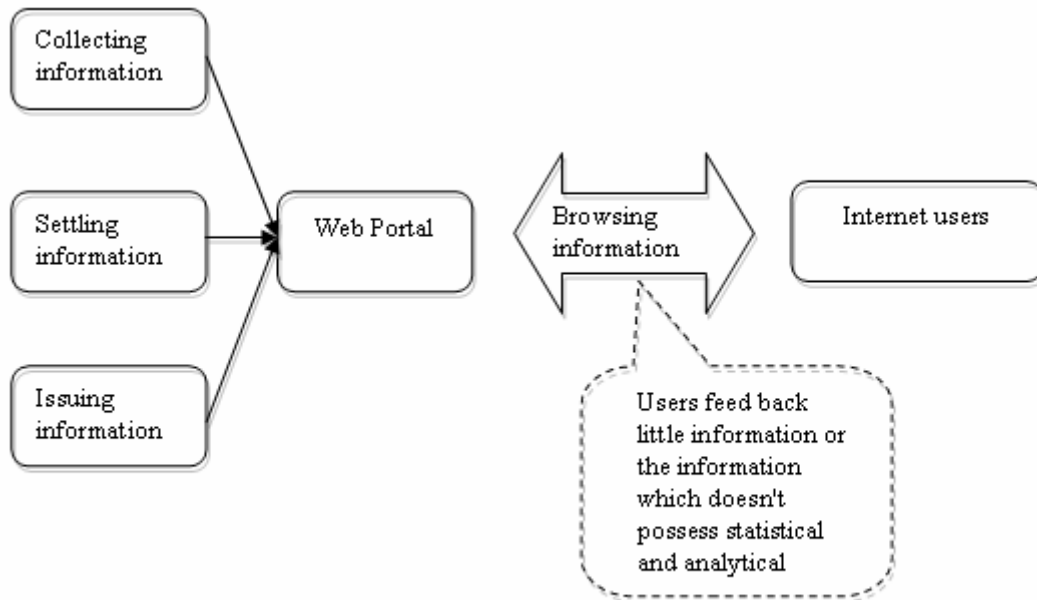 Collecting
information
Settling
information
Issuing
information
Web Portal
Browsing
information
Internet users
Users feed back
little information or
the information
which doesn't
possess statistical
and analytical